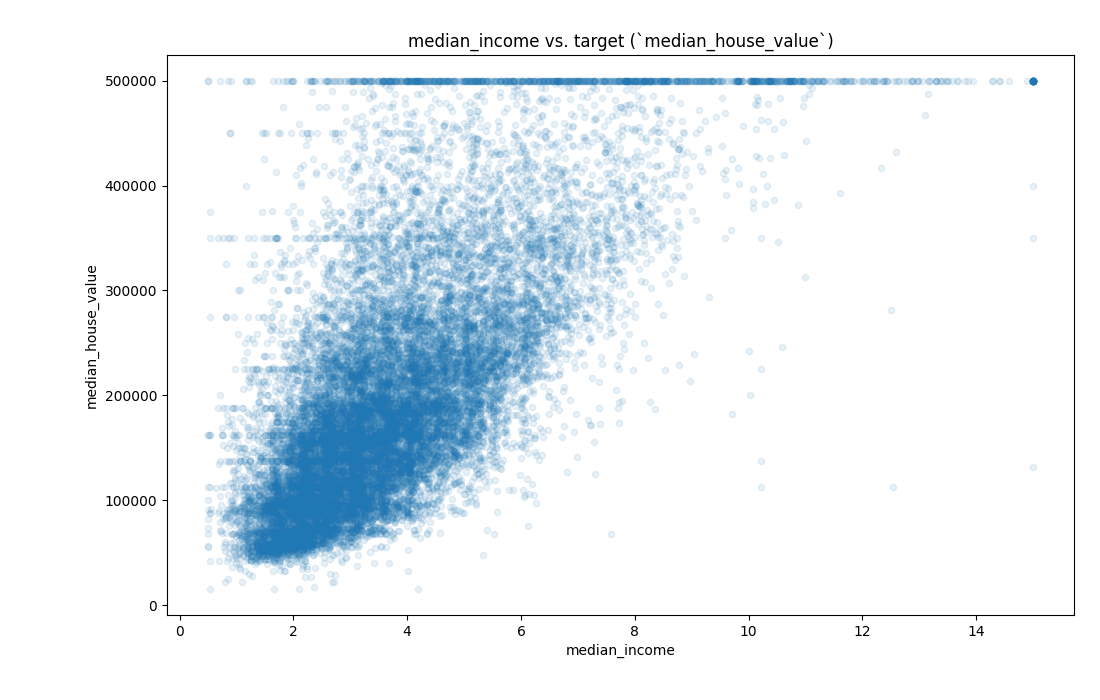 median_income vs. target (`median_house_value`)
500000
400000
300000
200000
100000
0
median_house_value
0 2 4 6 8 10 12 14
median_income